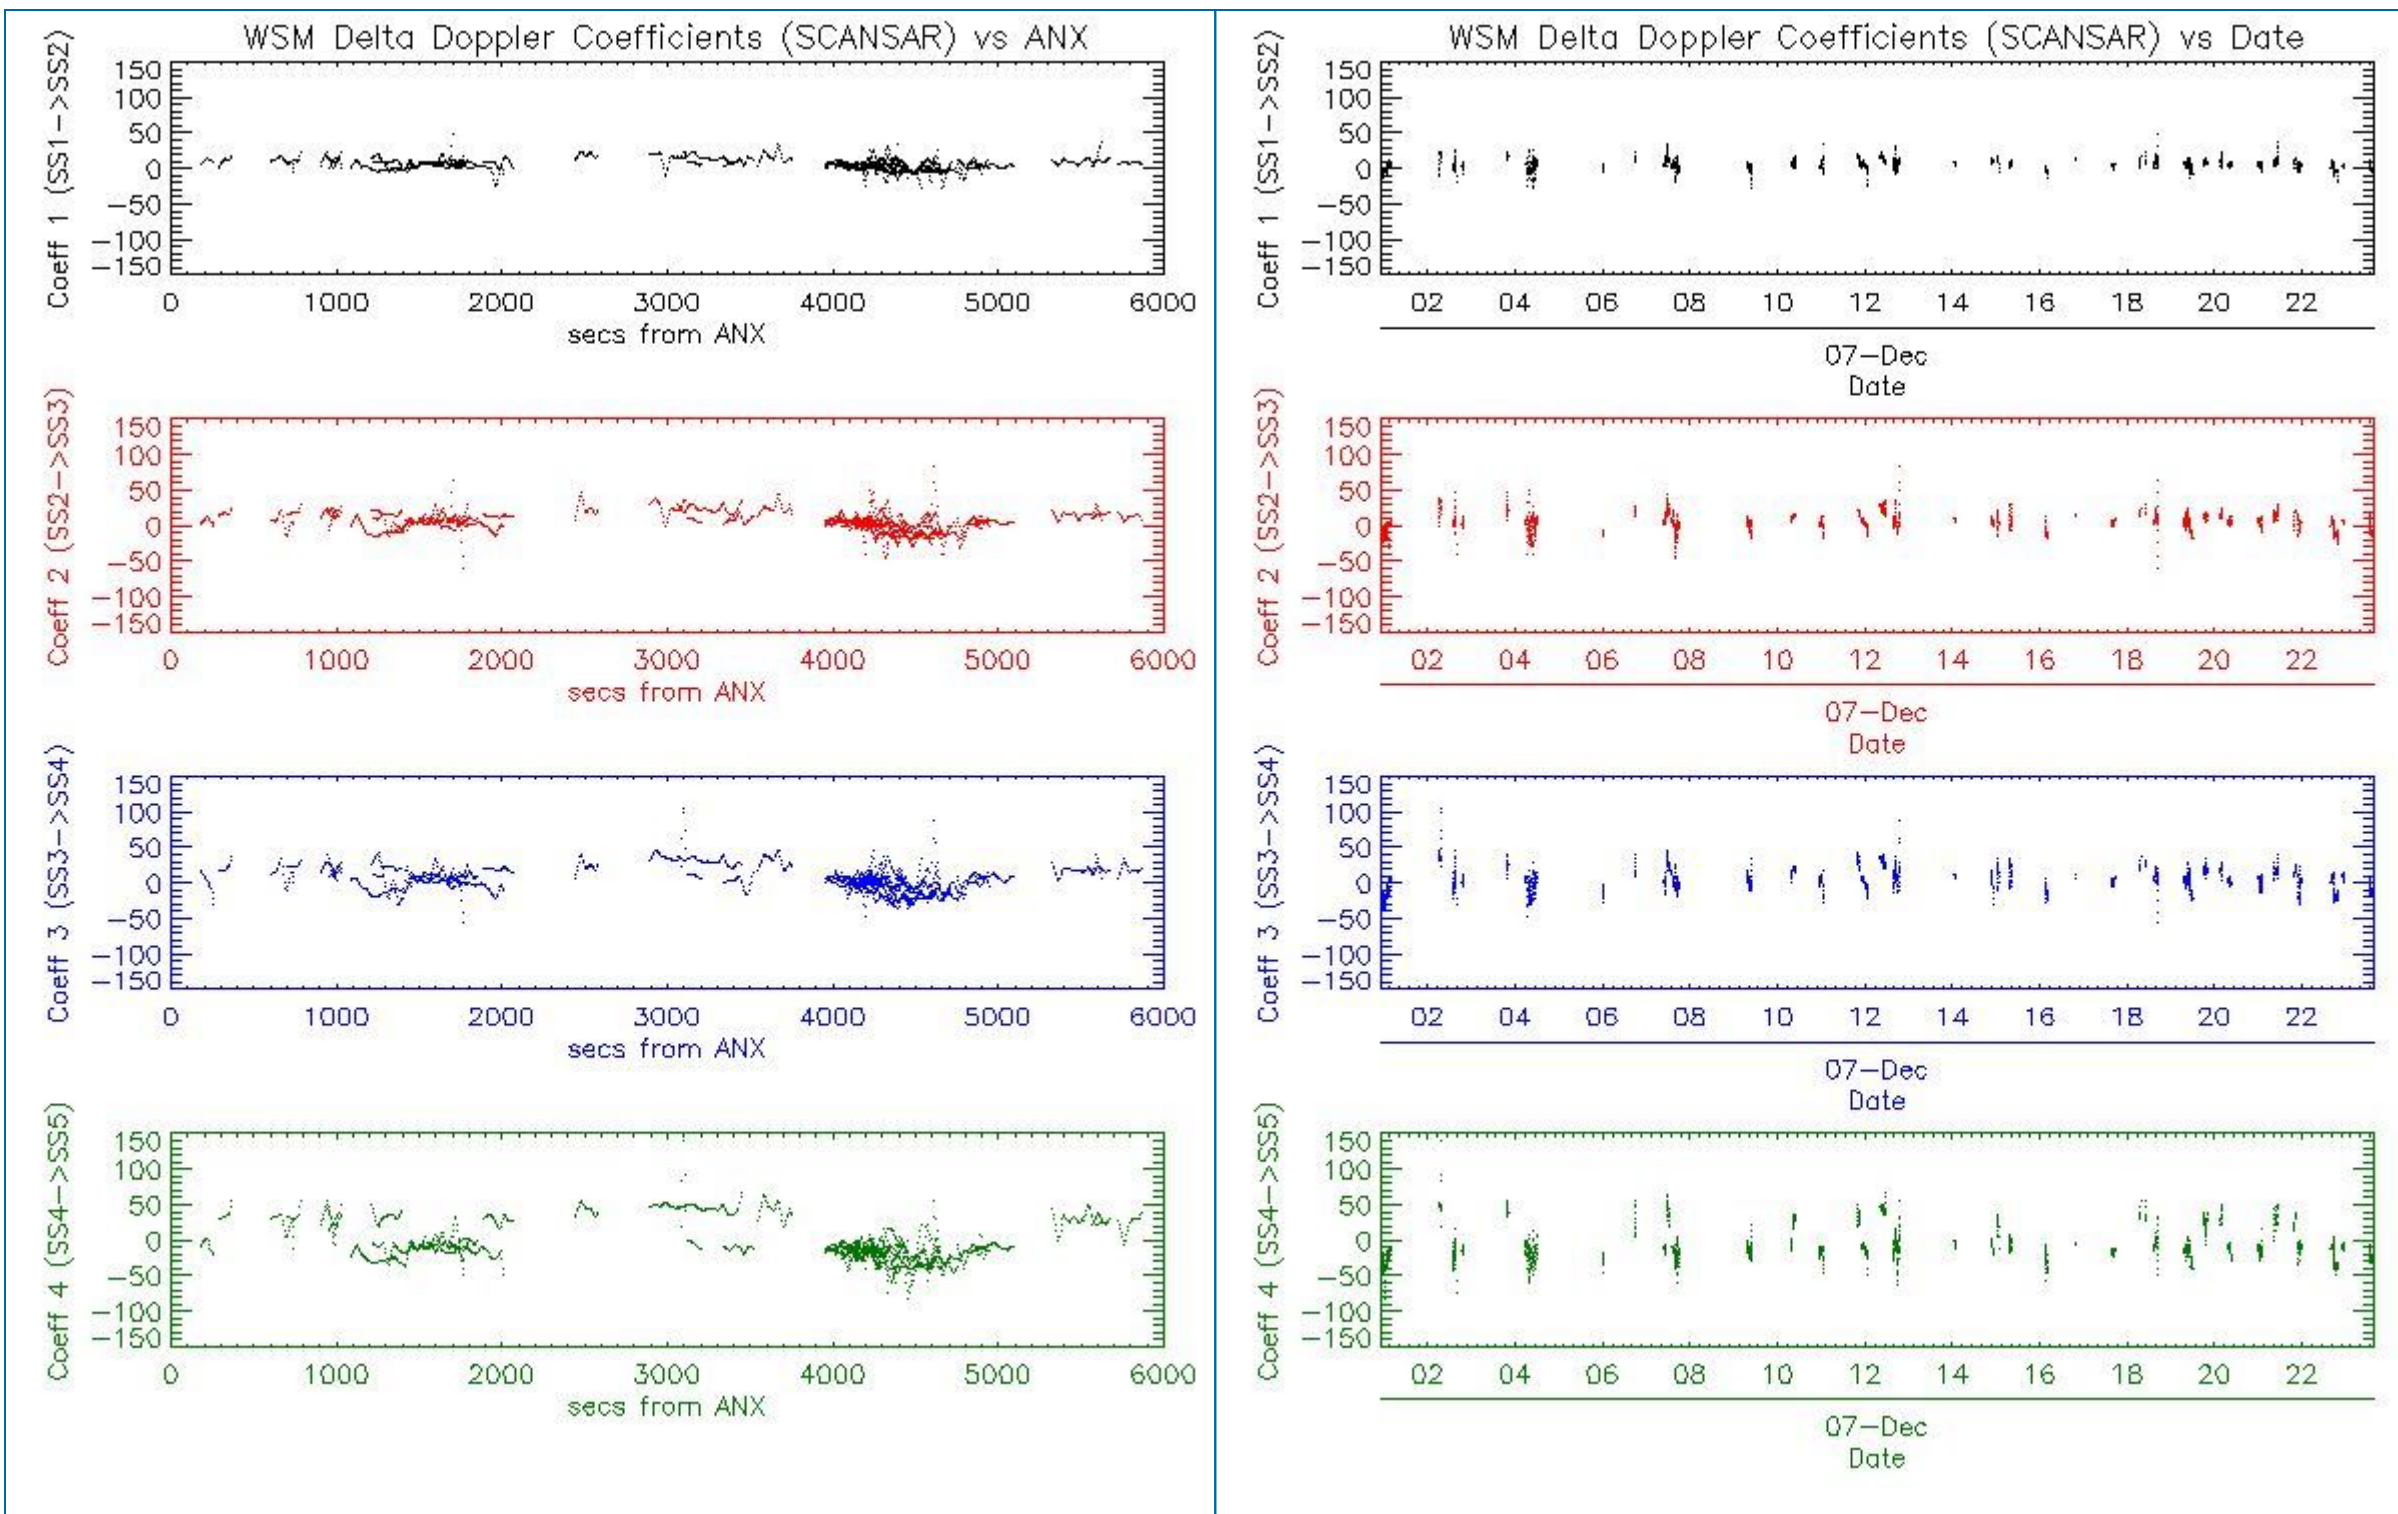 WSM Delta Doppler Coefficients (SCANSAR) vs ANX
Coeff 1 (SS1->SS2)
150
100
50
0
-50
-100
-150
0 1000 2000 3000 4000 5000 6000
secs from ANX
Coeff 2 (SS2->SS3)
150
100
50
0
-50
-100
-150
0 1000 2000 3000 4000 5000 6000
secs from ANX
Coeff 3 (SS3->SS4)
150
100
50
0
-50
-100
-150
0 1000 2000 3000 4000 5000 6000
secs from ANX
Coeff 4 (SS4->SS5)
150
100
50
0
-50
-100
-150
0 1000 2000 3000 4000 5000 6000
secs from ANX
WSM Delta Doppler Coefficients (SCANSAR) vs Date
Coeff 1 (SS1->SS2)
150
100
50
0
-50
-100
-150
02 04 06 08 10 12 14 16 18 20 22
07-Dec
Date
Coeff 2 (SS2->SS3)
150
100
50
0
-50
-100
-150
02 04 06 08 10 12 14 16 18 20 22
07-Dec
Date
Coeff 3 (SS3->SS4)
150
100
50
0
-50
-100
-150
02 04 06 08 10 12 14 16 18 20 22
07-Dec
Date
Coeff 4 (SS4->SS5)
150
100
50
0
-50
-100
-150
02 04 06 08 10 12 14 16 18 20 22
07-Dec
Date